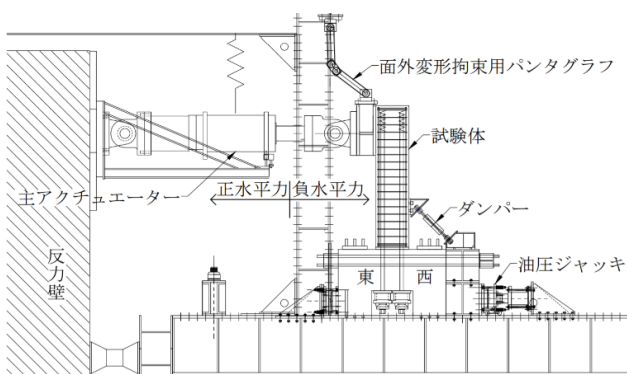 面外変形拘束用パンタグラフ
試験体
主アクチュエーター
正水平力
負水平力
ダンパー
反力壁
東
西
油圧ジャッキ